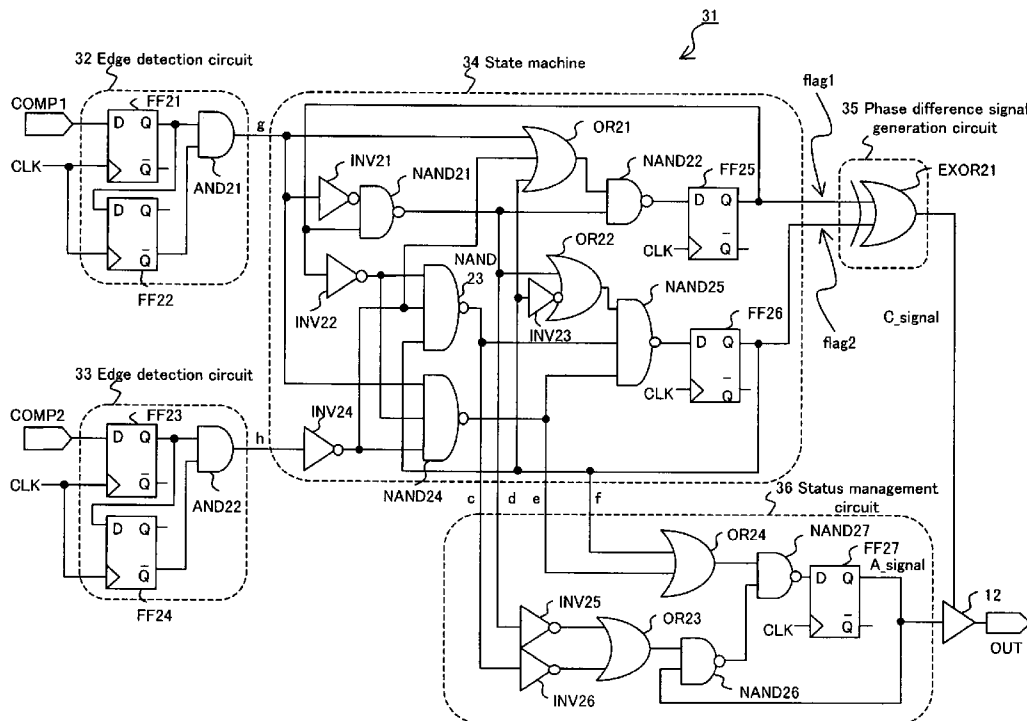 31
32 Edge detection circuit
COMP1
FF21
D Q
Q̅
CLK
AND21
g
D Q
Q̅
FF22
34 State machine
INV21
NAND21
OR21
NAND22
FF25
D Q
Q̅
CLK
NAND
23
INV22
OR22
INV23
NAND25
FF26
D Q
Q̅
CLK
INV24
NAND24
flag1
flag2
35 Phase difference signal
generation circuit
EXOR21
C_signal
33 Edge detection circuit
COMP2
FF23
D Q
Q̅
CLK
AND22
h
D Q
Q̅
FF24
c d e f
36 Status management
circuit
OR24
NAND27
FF27
A_signal
D Q
Q̅
CLK
INV25
OR23
INV26
NAND26
12
OUT